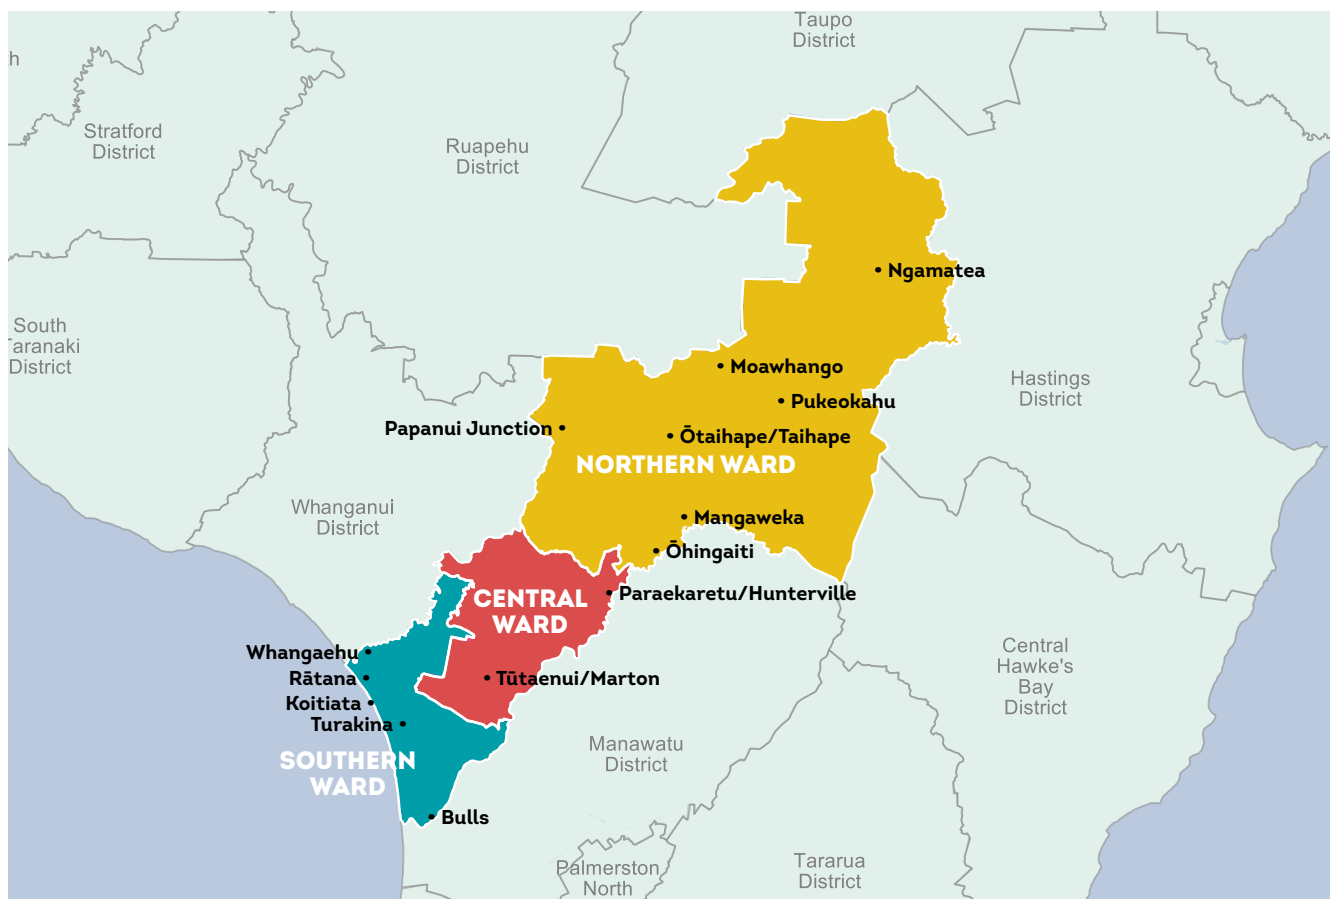 Taupo
District
h
Stratford
District
Ruapehu
District
Ngamatea
South
Taranaki
District
Moawhango
Hastings
District
Pukeokahu
Papanui Junction
Ōtaihape/Taihape
NORTHERN WARD
Whanganui
District
Mangaweka
Ōhingaiti
Paraekaretu/Hunterville
CENTRAL
WARD
Whangaehu
Central
Hawke's
Bay
District
Rātana
Tūtaenui/Marton
Koitiata
Turakina
Manawatu
District
SOUTHERN
WARD
Bulls
Palmerston
North
Tararua
District